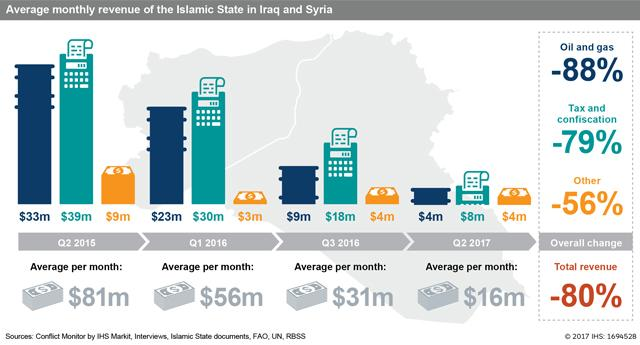 Average monthly revenue of the Islamic State in Iraq and Syria
$33m $39m $9m $23m $30m $3m $9m $18m $4m $4m $8m $4m
Q2 2015 Q1 2016 Q3 2016 Q2 2017
Average per month: Average per month: Average per month: Average per month:
$81m $56m $31m $16m
Oil and gas
-88%
Tax and
confiscation
-79%
Other
-56%
Overall change
Total revenue
-80%
Sources: Conflict Monitor by IHS Markit, Interviews, Islamic State documents, FAO, UN, RBSS
© 2017 IHS: 1694528